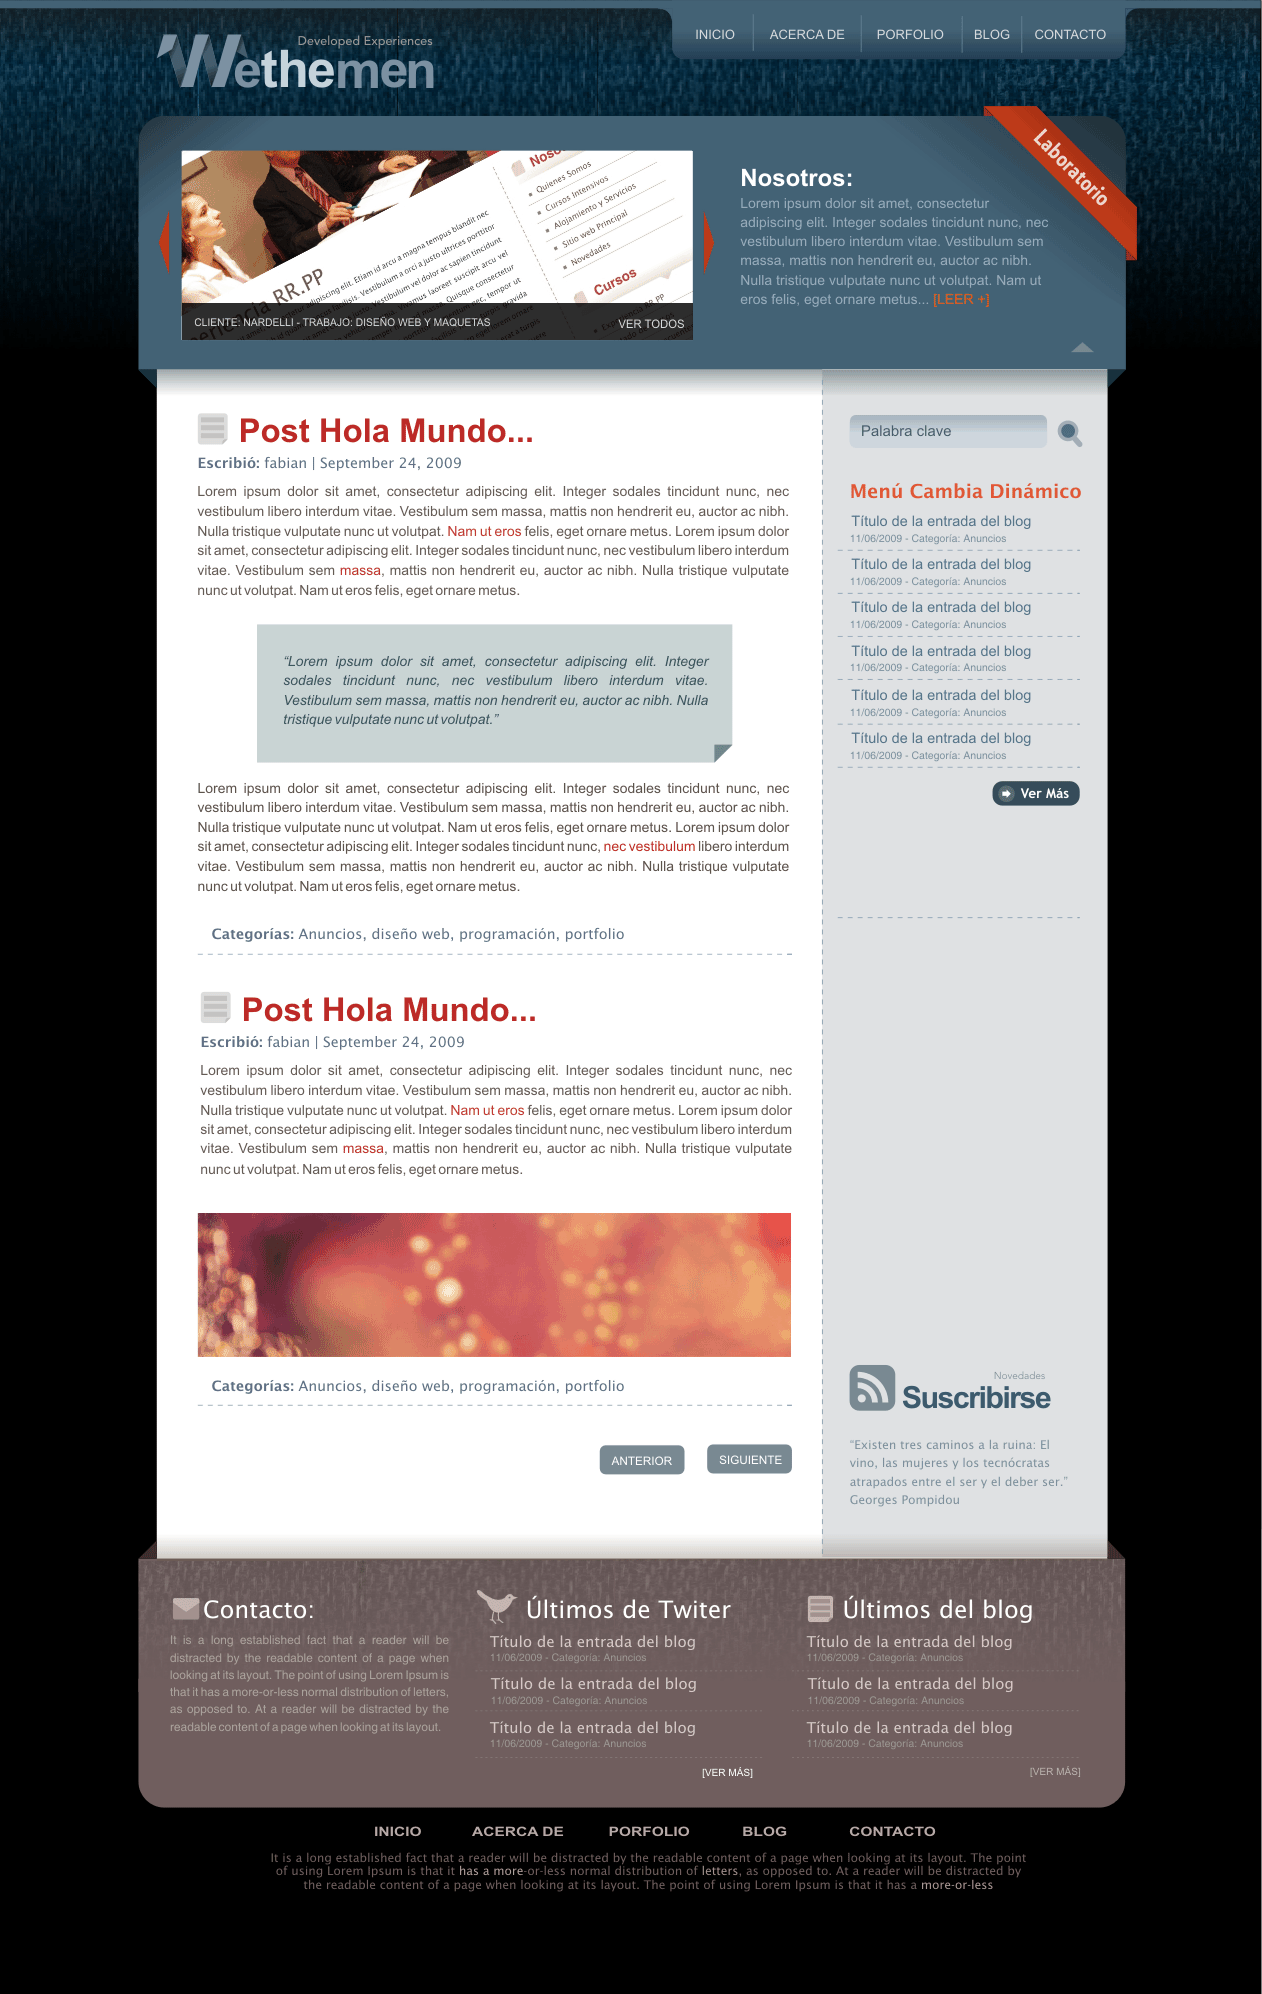 Developed Experiences
Wethemen
INICIO
ACERCA DE
PORFOLIO
BLOG
CONTACTO
Laboratorio
Nosotros:
Lorem ipsum dolor sit amet, consectetur
adipiscing elit. Integer sodales tincidunt nunc, nec
vestibulum libero interdum vitae. Vestibulum sem
massa, mattis non hendrerit eu, auctor ac nibh.
Nulla tristique vulputate nunc ut volutpat. Nam ut
eros felis, eget ornare metus... [LEER +]
Quienes Somos
Cursos Intensivos
Alojamiento y Servicios
Sitio web Principal
Novedades
Cursos
RR.PP
CLIENTE: NARDELLI - TRABAJO: DISEÑO WEB Y MAQUETAS
VER TODOS
Post Hola Mundo...
Escribió: fabian | September 24, 2009
Lorem ipsum dolor sit amet, consectetur adipiscing elit. Integer sodales tincidunt nunc, nec
vestibulum libero interdum vitae. Vestibulum sem massa, mattis non hendrerit eu, auctor ac nibh.
Nulla tristique vulputate nunc ut volutpat. Nam ut eros felis, eget ornare metus. Lorem ipsum dolor
sit amet, consectetur adipiscing elit. Integer sodales tincidunt nunc, nec vestibulum libero interdum
vitae. Vestibulum sem massa, mattis non hendrerit eu, auctor ac nibh. Nulla tristique vulputate
nunc ut volutpat. Nam ut eros felis, eget ornare metus.
“Lorem ipsum dolor sit amet, consectetur adipiscing elit. Integer
sodales tincidunt nunc, nec vestibulum libero interdum vitae.
Vestibulum sem massa, mattis non hendrerit eu, auctor ac nibh. Nulla
tristique vulputate nunc ut volutpat.”
Lorem ipsum dolor sit amet, consectetur adipiscing elit. Integer sodales tincidunt nunc, nec
vestibulum libero interdum vitae. Vestibulum sem massa, mattis non hendrerit eu, auctor ac nibh.
Nulla tristique vulputate nunc ut volutpat. Nam ut eros felis, eget ornare metus. Lorem ipsum dolor
sit amet, consectetur adipiscing elit. Integer sodales tincidunt nunc, nec vestibulum libero interdum
vitae. Vestibulum sem massa, mattis non hendrerit eu, auctor ac nibh. Nulla tristique vulputate
nunc ut volutpat. Nam ut eros felis, eget ornare metus.
Categorías: Anuncios, diseño web, programación, portfolio
Post Hola Mundo...
Escribió: fabian | September 24, 2009
Lorem ipsum dolor sit amet, consectetur adipiscing elit. Integer sodales tincidunt nunc, nec
vestibulum libero interdum vitae. Vestibulum sem massa, mattis non hendrerit eu, auctor ac nibh.
Nulla tristique vulputate nunc ut volutpat. Nam ut eros felis, eget ornare metus. Lorem ipsum dolor
sit amet, consectetur adipiscing elit. Integer sodales tincidunt nunc, nec vestibulum libero interdum
vitae. Vestibulum sem massa, mattis non hendrerit eu, auctor ac nibh. Nulla tristique vulputate
nunc ut volutpat. Nam ut eros felis, eget ornare metus.
Categorías: Anuncios, diseño web, programación, portfolio
ANTERIOR
SIGUIENTE
Palabra clave
Menú Cambia Dinámico
Título de la entrada del blog
11/06/2009 - Categoría: Anuncios
Título de la entrada del blog
11/06/2009 - Categoría: Anuncios
Título de la entrada del blog
11/06/2009 - Categoría: Anuncios
Título de la entrada del blog
11/06/2009 - Categoría: Anuncios
Título de la entrada del blog
11/06/2009 - Categoría: Anuncios
Título de la entrada del blog
11/06/2009 - Categoría: Anuncios
Ver Más
Novedades
Suscribirse
“Existen tres caminos a la ruina: El
vino, las mujeres y los tecnócratas
atrapados entre el ser y el deber ser.”
Georges Pompidou
Contacto:
It is a long established fact that a reader will be
distracted by the readable content of a page when
looking at its layout. The point of using Lorem Ipsum is
that it has a more-or-less normal distribution of letters,
as opposed to. At a reader will be distracted by the
readable content of a page when looking at its layout.
Últimos de Twiter
Título de la entrada del blog
11/06/2009 - Categoría: Anuncios
Título de la entrada del blog
11/06/2009 - Categoría: Anuncios
Título de la entrada del blog
11/06/2009 - Categoría: Anuncios
[VER MÁS]
Últimos del blog
Título de la entrada del blog
11/06/2009 - Categoría: Anuncios
Título de la entrada del blog
11/06/2009 - Categoría: Anuncios
Título de la entrada del blog
11/06/2009 - Categoría: Anuncios
[VER MÁS]
INICIO
ACERCA DE
PORFOLIO
BLOG
CONTACTO
It is a long established fact that a reader will be distracted by the readable content of a page when looking at its layout. The point
of using Lorem Ipsum is that it has a more-or-less normal distribution of letters, as opposed to. At a reader will be distracted by
the readable content of a page when looking at its layout. The point of using Lorem Ipsum is that it has a more-or-less